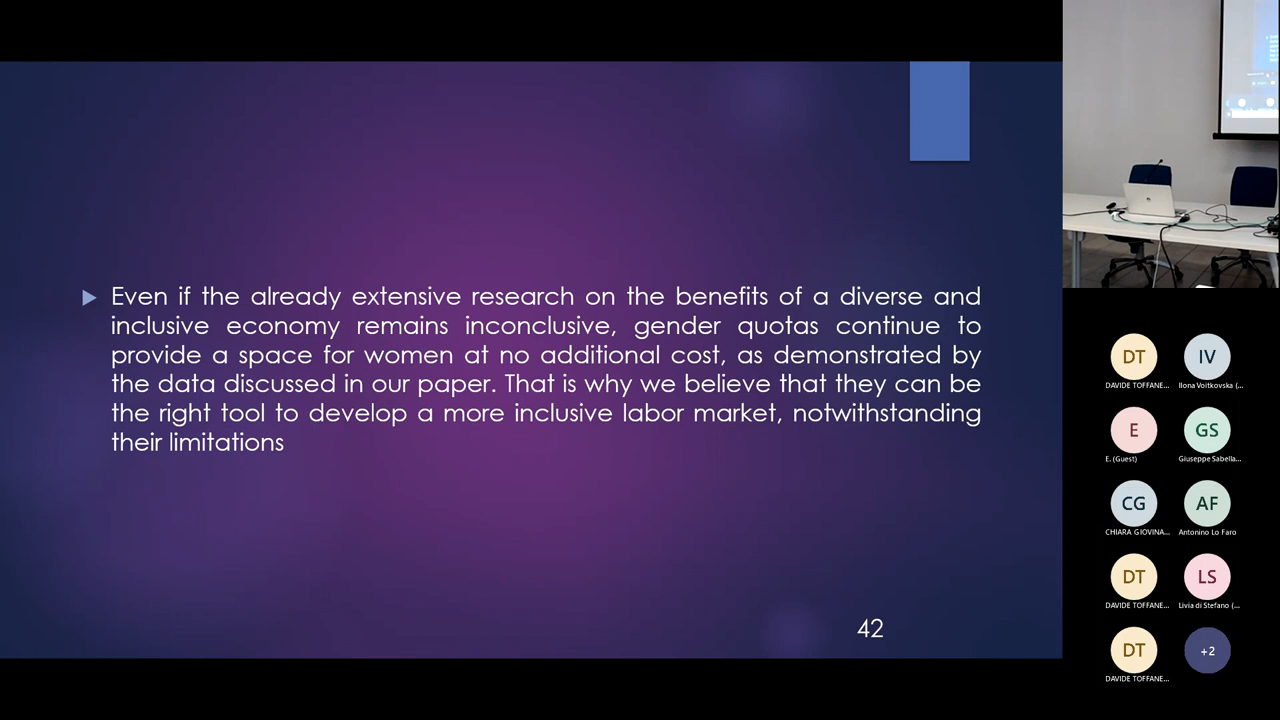 Even if the already extensive research on the benefits of a diverse and
inclusive economy remains inconclusive, gender quotas continue to
provide a space for women at no additional cost, as demonstrated by
the data discussed in our paper. That is why we believe that they can be
the right tool to develop a more inclusive labor market, notwithstanding
their limitations
42
DT
IV
DAVIDE TOFFANE...
Ilona Voitkovska (...
E
GS
E. (Guest)
Giuseppe Sabella...
CG
AF
CHIARA GIOVINA...
Antonino Lo Faro
DT
LS
DAVIDE TOFFANE...
Livia di Stefano (...
DT
+2
DAVIDE TOFFANE...